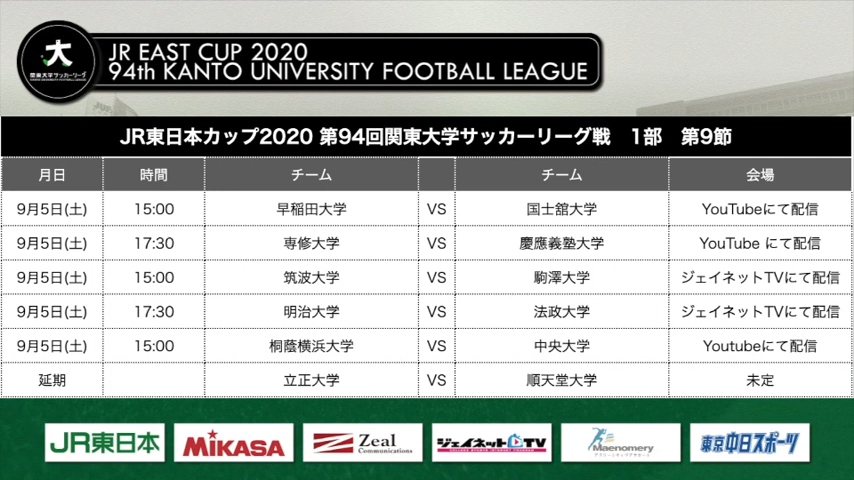 大
関東大学サッカーリーグ
JR EAST CUP 2020
94th KANTO UNIVERSITY FOOTBALL LEAGUE
JR東日本カップ2020 第94回関東大学サッカーリーグ戦 1部 第9節
月日 時間 チーム チーム 会場
9月5日(土) 15:00 早稲田大学 VS 国士舘大学 YouTubeにて配信
9月5日(土) 17:30 専修大学 VS 慶應義塾大学 YouTube にて配信
9月5日(土) 15:00 筑波大学 VS 駒澤大学 ジェイネットTVにて配信
9月5日(土) 17:30 明治大学 VS 法政大学 ジェイネットTVにて配信
9月5日(土) 15:00 桐蔭横浜大学 VS 中央大学 Youtubeにて配信
延期 立正大学 VS 順天堂大学 未定
JR東日本 MIKASA Zeal Communications ジェイネットTV Maenomery 東京中日スポーツ